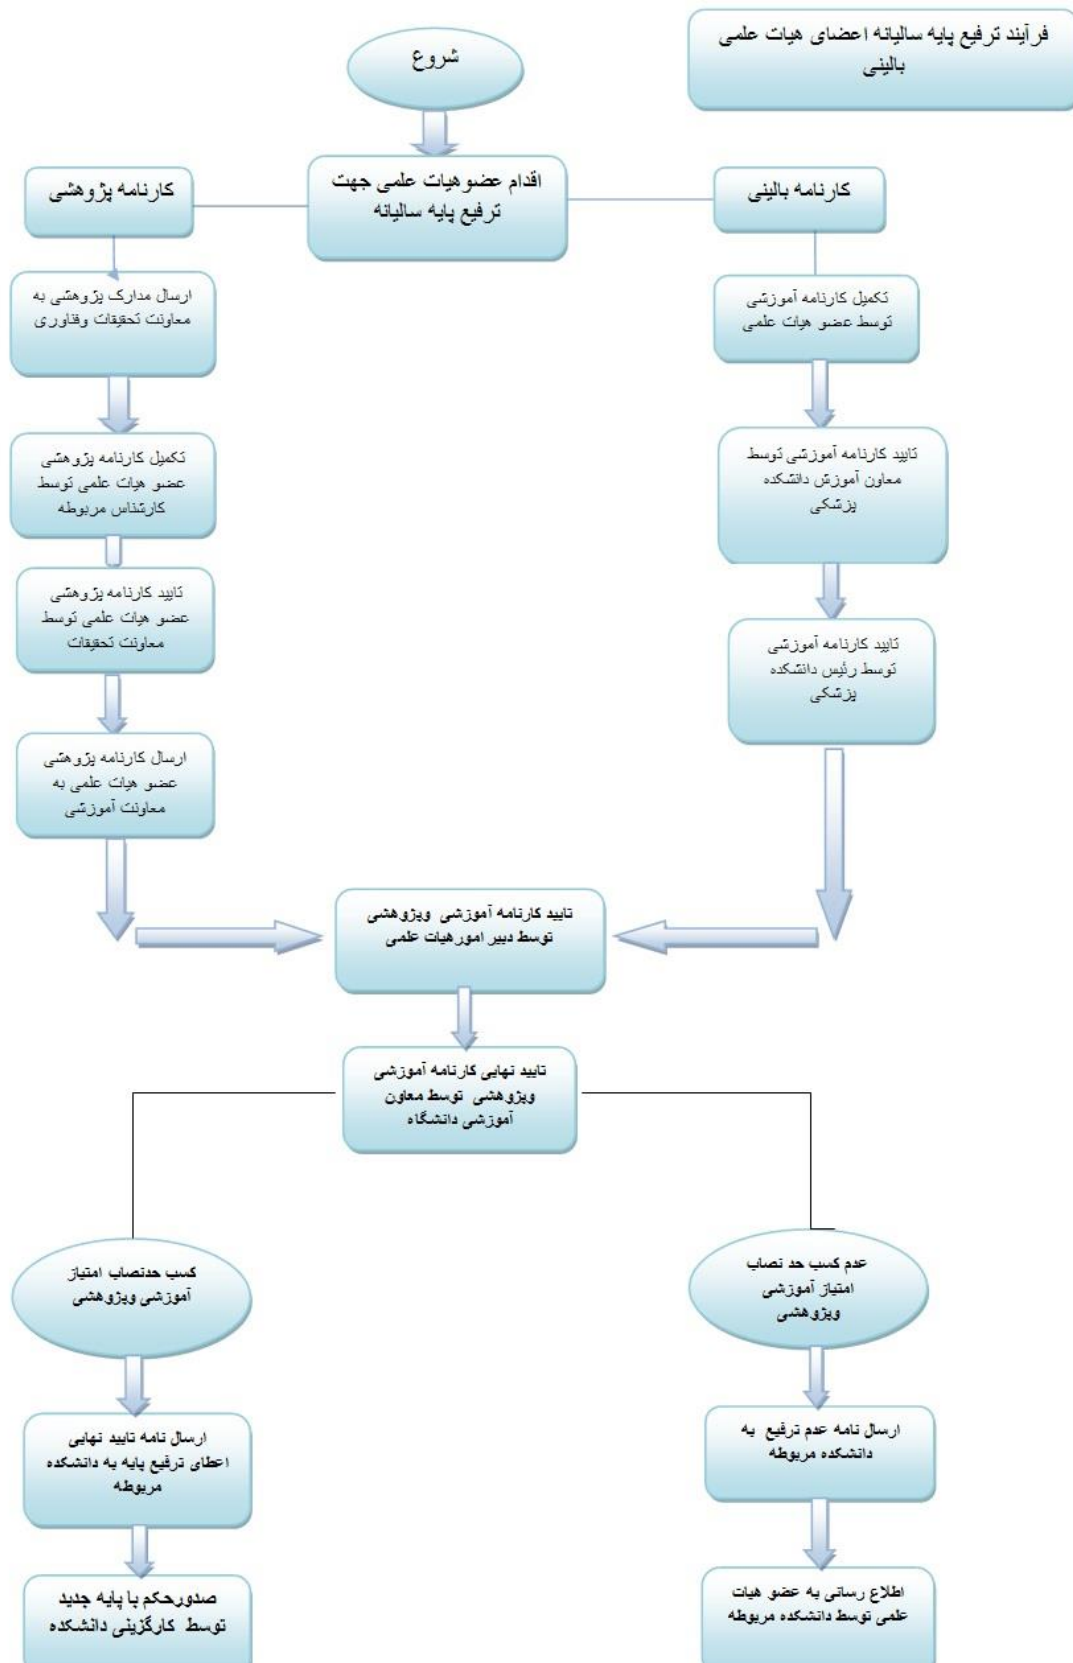 فرآیند ترفیع پایه سالیانه اعضای هیات علمی
بالینی
شروع
اقدام عضوهیات علمی جهت
ترفیع پایه سالیانه
کارنامه بالینی
کارنامه پژوهشی
تکمیل کارنامه آموزشی
توسط عضو هیات علمی
تایید کارنامه آموزشی توسط
معاون آموزش دانشکده
پزشکی
تایید کارنامه آموزشی
توسط رئیس دانشکده
پزشکی
ارسال مدارک پژوهشی به
معاونت تحقیقات وفناوری
تکمیل کارنامه پژوهشی
عضو هیات علمی توسط
کارشناس مربوطه
تایید کارنامه پژوهشی
عضو هیات علمی توسط
معاونت تحقیقات
ارسال کارنامه پژوهشی
عضو هیات علمی به
معاونت آموزشی
تایید کارنامه آموزشی وپژوهشی
توسط دبیر امورهیات علمی
تایید نهایی کارنامه آموزشی
وپژوهشی توسط معاون
آموزشی دانشگاه
عدم کسب حد نصاب
امتیاز آموزشی
وپژوهشی
ارسال نامه عدم ترفیع به
دانشکده مربوطه
اطلاع رسانی به عضو هیات
علمی توسط دانشکده مربوطه
کسب حدنصاب امتیاز
آموزشی وپژوهشی
ارسال نامه تایید نهایی
اعطای ترفیع پایه به دانشکده
مربوطه
صدورحکم با پایه جدید
توسط کارگزینی دانشکده